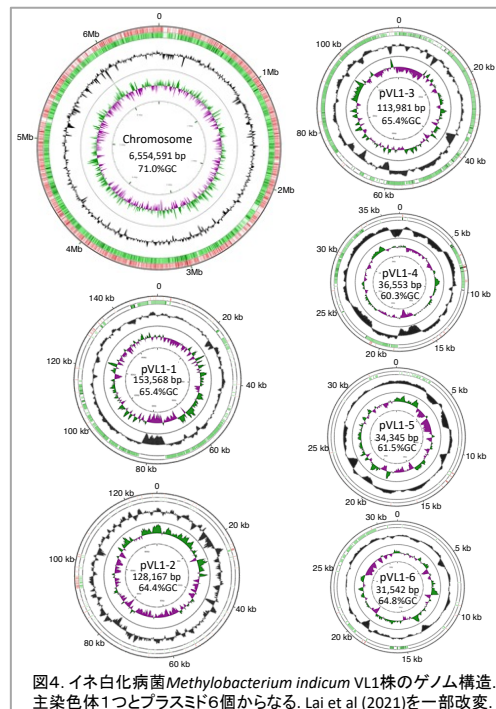 0
1Mb
2Mb
3Mb
4Mb
5Mb
6Mb
Chromosome
6,554,591 bp
71.0%GC
0
20 kb
40 kb
60 kb
80 kb
100 kb
pVL1-3
113,981 bp
65.4%GC
0
5 kb
10 kb
15 kb
20 kb
25 kb
30 kb
35 kb
pVL1-4
36,553 bp
60.3%GC
0
20 kb
40 kb
60 kb
80 kb
100 kb
120 kb
140 kb
pVL1-1
153,568 bp
65.4%GC
0
5 kb
10 kb
15 kb
20 kb
25 kb
30 kb
pVL1-5
34,345 bp
61.5%GC
0
20 kb
40 kb
60 kb
80 kb
100 kb
120 kb
pVL1-2
128,167 bp
64.4%GC
0
5 kb
10 kb
15 kb
20 kb
25 kb
30 kb
pVL1-6
31,542 bp
64.8%GC
図4. イネ白化病菌Methylobacterium indicum VL1株のゲノム構造.
主染色体1つとプラスミド6個からなる. Lai et al (2021)を一部改変.